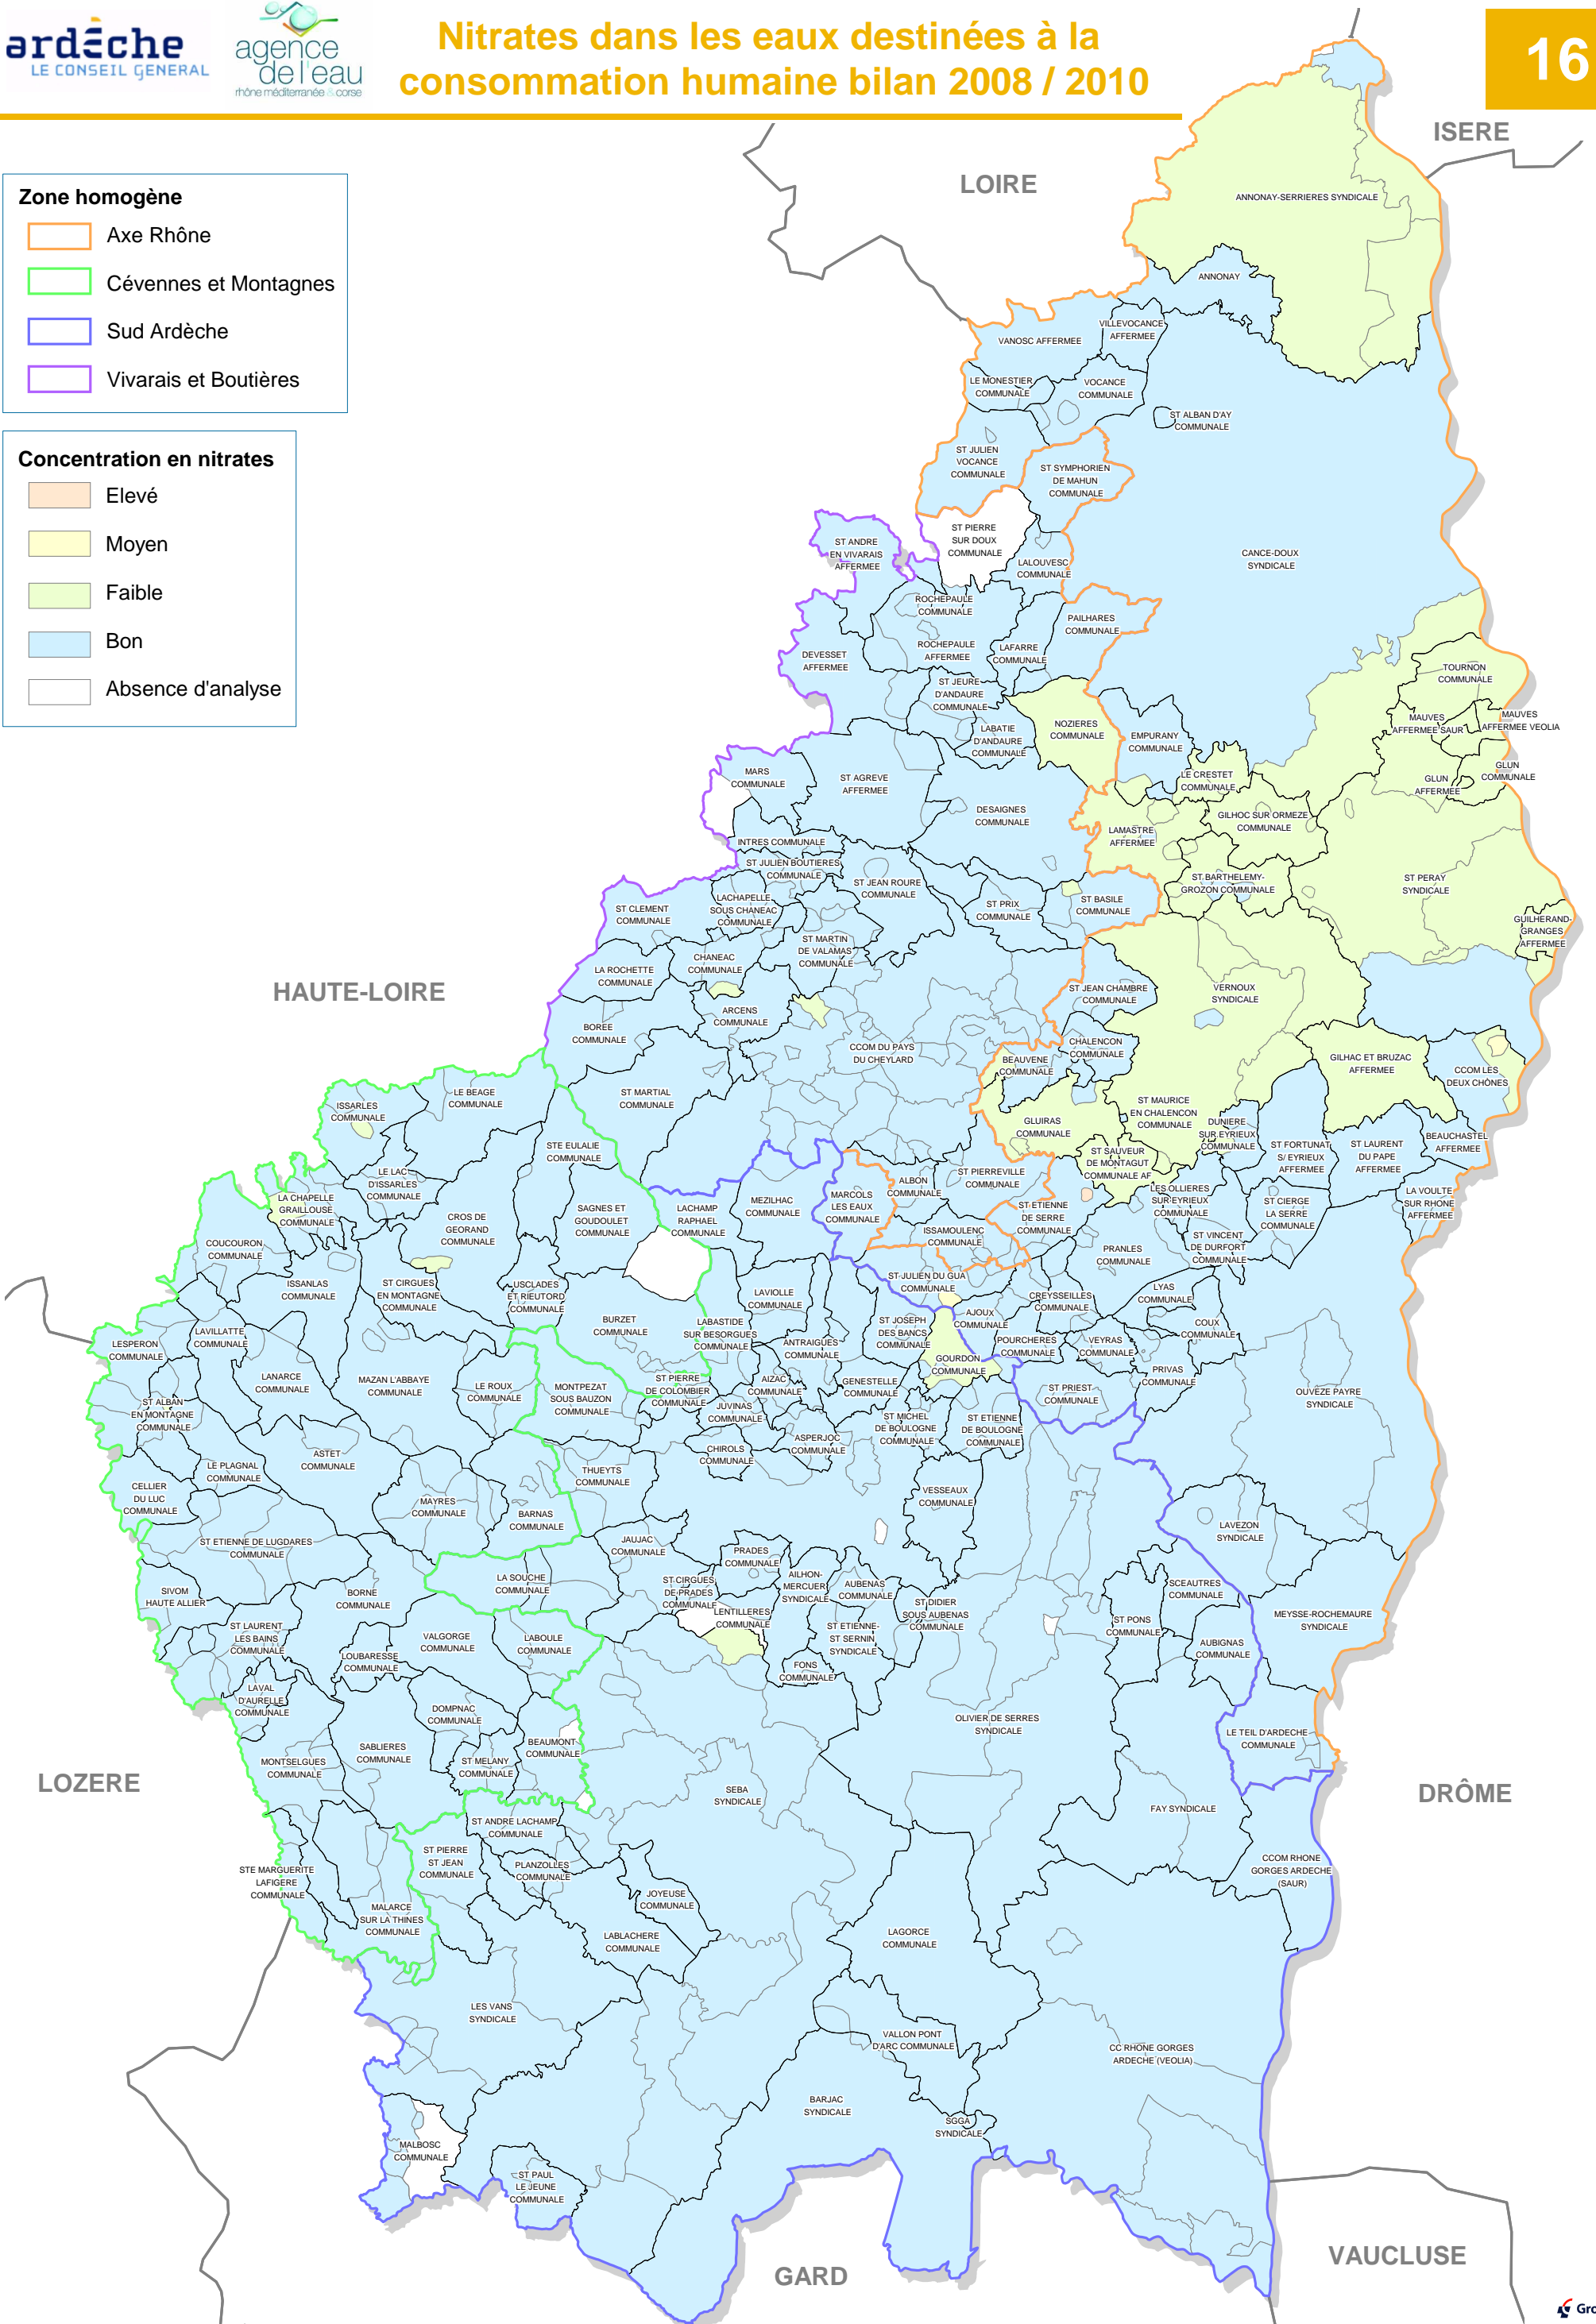 ardèche
LE CONSEIL GENERAL
agence
de l'eau
rhône méditerranée & corse
Nitrates dans les eaux destinées à la
consommation humaine bilan 2008 / 2010
16
Zone homogène
Axe Rhône
Cévennes et Montagnes
Sud Ardèche
Vivarais et Boutières
Concentration en nitrates
Elevé
Moyen
Faible
Bon
Absence d'analyse
LOIRE
ISERE
HAUTE-LOIRE
LOZERE
DRÔME
GARD
VAUCLUSE
ANNONAY-SERRIERES SYNDICALE
ANNONAY
VILLEVOCANCE
AFFERMEE
VANOSC AFFERMEE
LE MONESTIER
COMMUNALE
VOCANCE
COMMUNALE
ST ALBAN D'AY
COMMUNALE
ST JULIEN
VOCANCE
COMMUNALE
ST SYMPHORIEN
DE MAHUN
COMMUNALE
ST PIERRE
SUR DOUX
COMMUNALE
ST ANDRE
EN VIVARAIS
AFFERMEE
LALOUVESC
COMMUNALE
CANCE-DOUX
SYNDICALE
ROCHEPAULE
COMMUNALE
PAILHARES
COMMUNALE
ROCHEPAULE
AFFERMEE
LAFARRE
COMMUNALE
DEVESSET
AFFERMEE
ST JEURE
D'ANDAURE
COMMUNALE
TOURNON
COMMUNALE
LABATIE
D'ANDAURE
COMMUNALE
NOZIERES
COMMUNALE
EMPURANY
COMMUNALE
MAUVES
AFFERMEE SAUR
MAUVES
AFFERMEE VEOLIA
MARS
COMMUNALE
ST AGREVE
AFFERMEE
LE CRESTET
COMMUNALE
GLUN
AFFERMEE
GLUN
COMMUNALE
DESAIGNES
COMMUNALE
GILHOC SUR ORMEZE
COMMUNALE
LAMASTRE
AFFERMEE
INTRES COMMUNALE
ST JULIEN BOUTIERES
COMMUNALE
ST JEAN ROURE
COMMUNALE
ST BARTHELEMY-
GROZON COMMUNALE
ST PERAY
SYNDICALE
LACHAPELLE
SOUS CHANEAC
COMMUNALE
ST PRIX
COMMUNALE
ST BASILE
COMMUNALE
ST CLEMENT
COMMUNALE
GUILHERAND-
GRANGES
AFFERMEE
ST MARTIN
DE VALAMAS
COMMUNALE
CHANEAC
COMMUNALE
LA ROCHETTE
COMMUNALE
ST JEAN CHAMBRE
COMMUNALE
VERNOUX
SYNDICALE
ARCENS
COMMUNALE
BOREE
COMMUNALE
CCOM DU PAYS
DU CHEYLARD
CHALENCON
COMMUNALE
BEAUVENE
COMMUNALE
GILHAC ET BRUZAC
AFFERMEE
CCOM LES
DEUX CHÔNES
LE BEAGE
COMMUNALE
ST MARTIAL
COMMUNALE
ISSARLES
COMMUNALE
ST MAURICE
EN CHALENCON
COMMUNALE
GLUIRAS
COMMUNALE
DUNIERE
SUR EYRIEUX
COMMUNALE
ST FORTUNAT
S/ EYRIEUX
AFFERMEE
ST LAURENT
DU PAPE
AFFERMEE
BEAUCHASTEL
AFFERMEE
STE EULALIE
COMMUNALE
ST SAUVEUR
DE MONTAGUT
COMMUNALE AF
LE LAC
D'ISSARLES
COMMUNALE
ALBON
COMMUNALE
ST PIERREVILLE
COMMUNALE
LES OLLIERES
SUR EYRIEUX
COMMUNALE
ST CIERGE
LA SERRE
COMMUNALE
LA VOULTE
SUR RHONE
AFFERMEE
LA CHAPELLE
GRAILLOUSE
COMMUNALE
SAGNES ET
GOUDOULET
COMMUNALE
LACHAMP
RAPHAEL
COMMUNALE
MEZILHAC
COMMUNALE
MARCOLS
LES EAUX
COMMUNALE
ST ETIENNE
DE SERRE
COMMUNALE
CROS DE
GEORAND
COMMUNALE
ISSAMOULENC
COMMUNALE
ST VINCENT
DE DURFORT
COMMUNALE
COUCOURON
COMMUNALE
PRANLES
COMMUNALE
ISSANLAS
COMMUNALE
ST CIRGUES
EN MONTAGNE
COMMUNALE
USCLADES
ET RIEUTORD
COMMUNALE
ST JULIEN DU GUA
COMMUNALE
LYAS
COMMUNALE
LAVIOLLE
COMMUNALE
CREYSSEILLES
COMMUNALE
BURZET
COMMUNALE
LABASTIDE
SUR BESORGUES
COMMUNALE
ST JOSEPH
DES BANCS
COMMUNALE
AJOUX
COMMUNALE
COUX
COMMUNALE
LESPERON
COMMUNALE
LAVILLATTE
COMMUNALE
ANTRAIGUES
COMMUNALE
POURCHERES
COMMUNALE
VEYRAS
COMMUNALE
GOURDON
COMMUNALE
PRIVAS
COMMUNALE
LANARCE
COMMUNALE
MAZAN L'ABBAYE
COMMUNALE
LE ROUX
COMMUNALE
MONTPEZAT
SOUS BAUZON
COMMUNALE
ST PIERRE
DE COLOMBIER
COMMUNALE
AIZAC
COMMUNALE
GENESTELLE
COMMUNALE
ST PRIEST
COMMUNALE
OUVEZE PAYRE
SYNDICALE
ST ALBAN
EN MONTAGNE
COMMUNALE
JUVINAS
COMMUNALE
ST MICHEL
DE BOULOGNE
COMMUNALE
ST ETIENNE
DE BOULOGNE
COMMUNALE
ASPERJOC
COMMUNALE
CHIROLS
COMMUNALE
ASTET
COMMUNALE
LE PLAGNAL
COMMUNALE
THUEYTS
COMMUNALE
CELLIER
DU LUC
COMMUNALE
VESSEAUX
COMMUNALE
MAYRES
COMMUNALE
BARNAS
COMMUNALE
LAVEZON
SYNDICALE
ST ETIENNE DE LUGDARES
COMMUNALE
JAUJAC
COMMUNALE
PRADES
COMMUNALE
LA SOUCHE
COMMUNALE
ST CIRGUES
DE PRADES
COMMUNALE
AILHON-
MERCUER
SYNDICALE
AUBENAS
COMMUNALE
SCEAUTRES
COMMUNALE
SIVOM
HAUTE ALLIER
BORNE
COMMUNALE
LENTILLERES
COMMUNALE
ST DIDIER
SOUS AUBENAS
COMMUNALE
ST PONS
COMMUNALE
MEYSSE-ROCHEMAURE
SYNDICALE
ST LAURENT
LES BAINS
COMMUNALE
VALGORGE
COMMUNALE
LABOULE
COMMUNALE
ST ETIENNE-
ST SERNIN
SYNDICALE
AUBIGNAS
COMMUNALE
LOUBARESSE
COMMUNALE
FONS
COMMUNALE
LAVAL
D'AURELLE
COMMUNALE
DOMPNAC
COMMUNALE
OLIVIER DE SERRES
SYNDICALE
LE TEIL D'ARDECHE
COMMUNALE
SABLIERES
COMMUNALE
BEAUMONT
COMMUNALE
MONTSELGUES
COMMUNALE
ST MELANY
COMMUNALE
SEBA
SYNDICALE
FAY SYNDICALE
ST ANDRE LACHAMP
COMMUNALE
ST PIERRE
ST JEAN
COMMUNALE
PLANZOLLES
COMMUNALE
CCOM RHONE
GORGES ARDECHE
(SAUR)
STE MARGUERITE
LAFIGERE
COMMUNALE
JOYEUSE
COMMUNALE
MALARCE
SUR LA THINES
COMMUNALE
LABLACHERE
COMMUNALE
LAGORCE
COMMUNALE
LES VANS
SYNDICALE
VALLON PONT
D'ARC COMMUNALE
CC RHONE GORGES
ARDECHE (VEOLIA)
BARJAC
SYNDICALE
SGGA
SYNDICALE
MALBOSC
COMMUNALE
ST PAUL
LE JEUNE
COMMUNALE
Gro